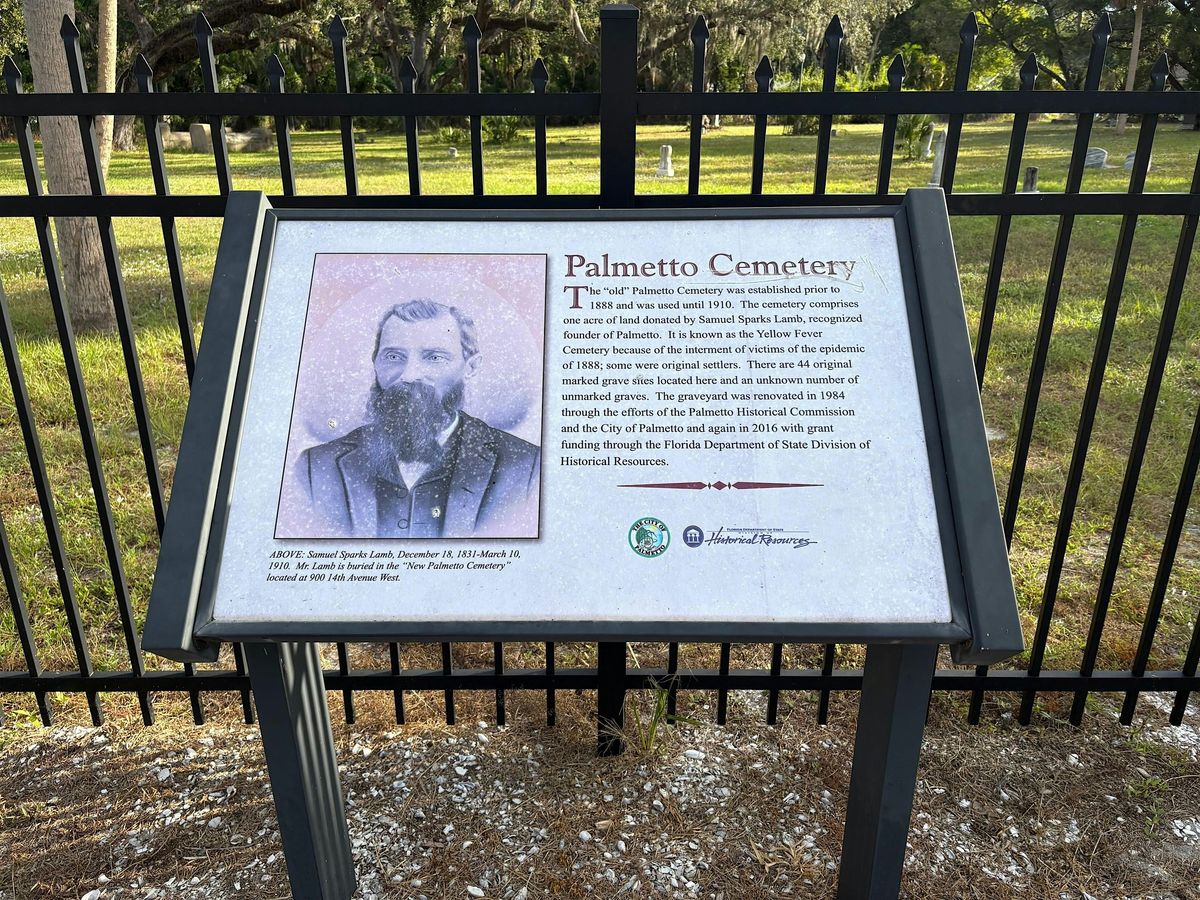 Palmetto Cemetery
The “old” Palmetto Cemetery was established prior to
1888 and was used until 1910. The cemetery comprises
one acre of land donated by Samuel Sparks Lamb, recognized
founder of Palmetto. It is known as the Yellow Fever
Cemetery because of the interment of victims of the epidemic
of 1888; some were original settlers. There are 44 original
marked grave sites located here and an unknown number of
unmarked graves. The graveyard was renovated in 1984
through the efforts of the Palmetto Historical Commission
and the City of Palmetto and again in 2016 with grant
funding through the Florida Department of State Division of
Historical Resources.
ABOVE: Samuel Sparks Lamb, December 18, 1831-March 10,
1910. Mr. Lamb is buried in the “New Palmetto Cemetery”
located at 900 14th Avenue West.
THE CITY OF
PALMETTO
FLORIDA DEPARTMENT OF STATE
Historical Resources